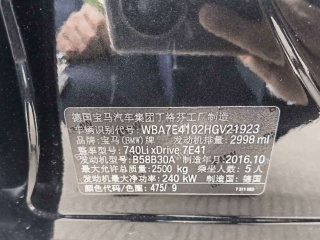 德国宝马汽车集团丁格芬工厂制造
车辆识别代号: WBA7E4102HGV21923
品牌: 宝马(BMW)牌 发动机排量: 2998 ml
整车型号: 740Li xDrive 7E41
发动机型号: B58B30A 制造年月: 2016.10
最大允许总质量: 2500 kg 乘坐人数: 5 人
发动机最大净功率: 240 kW 制造国: 德国
颜色代码/色圈: 475/ 9